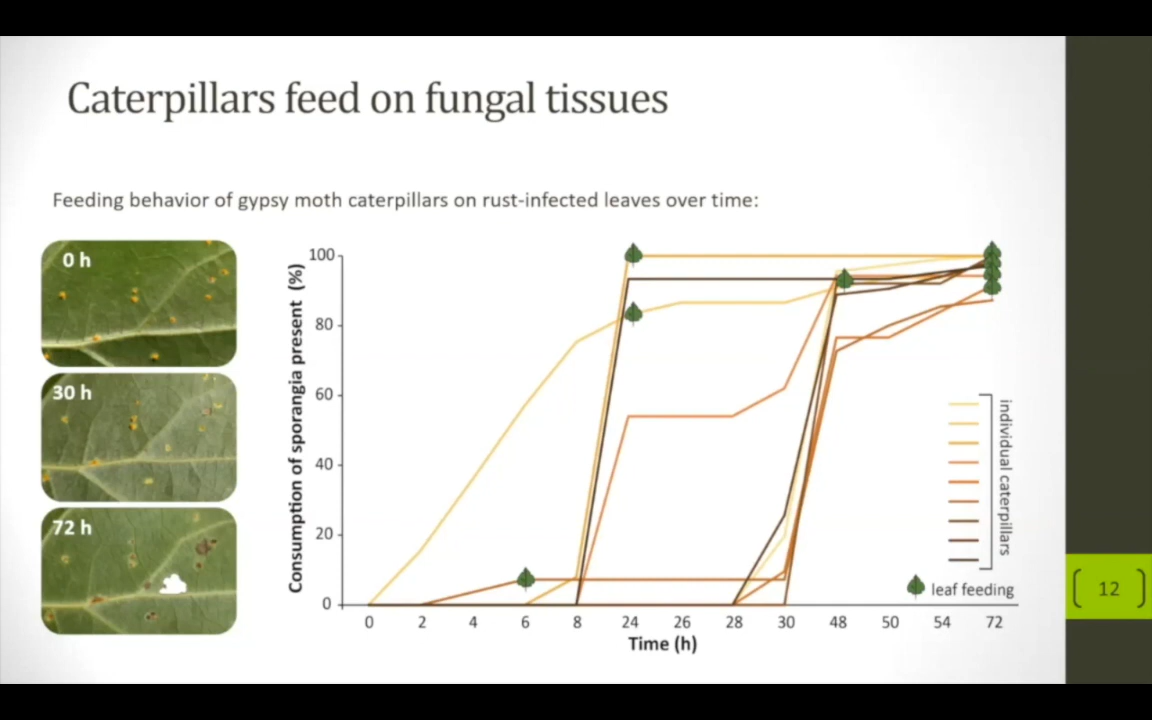 Caterpillars feed on fungal tissues
Feeding behavior of gypsy moth caterpillars on rust-infected leaves over time:
0 h
30 h
72 h
Consumption of sporangia present (%)
100
80
60
40
20
0
0 2 4 6 8 24 26 28 30 48 50 54 72
Time (h)
individual caterpillars
leaf feeding
12